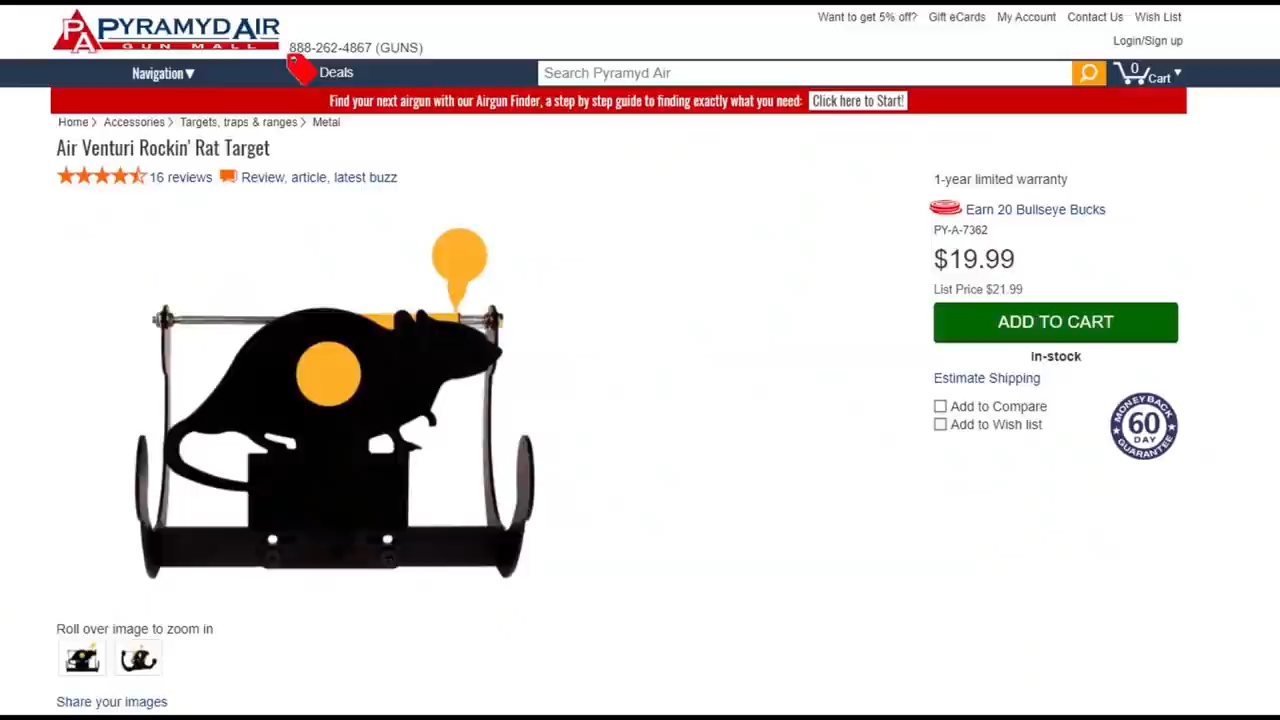 PYRAMYDAIR
PA
GUN MALL
888-262-4867 (GUNS)
Want to get 5% off? Gift eCards My Account Contact Us Wish List
Login/Sign up
Navigation▼ Deals Search Pyramyd Air 0 Cart ▼
Find your next airgun with our Airgun Finder, a step by step guide to finding exactly what you need: Click here to Start!
Home > Accessories > Targets, traps & ranges > Metal
Air Venturi Rockin' Rat Target
16 reviews Review, article, latest buzz
1-year limited warranty
Earn 20 Bullseye Bucks
PY-A-7362
$19.99
List Price $21.99
ADD TO CART
in-stock
Estimate Shipping
Add to Compare
Add to Wish list
MONEY BACK
60
DAY
GUARANTEE
Roll over image to zoom in
Share your images